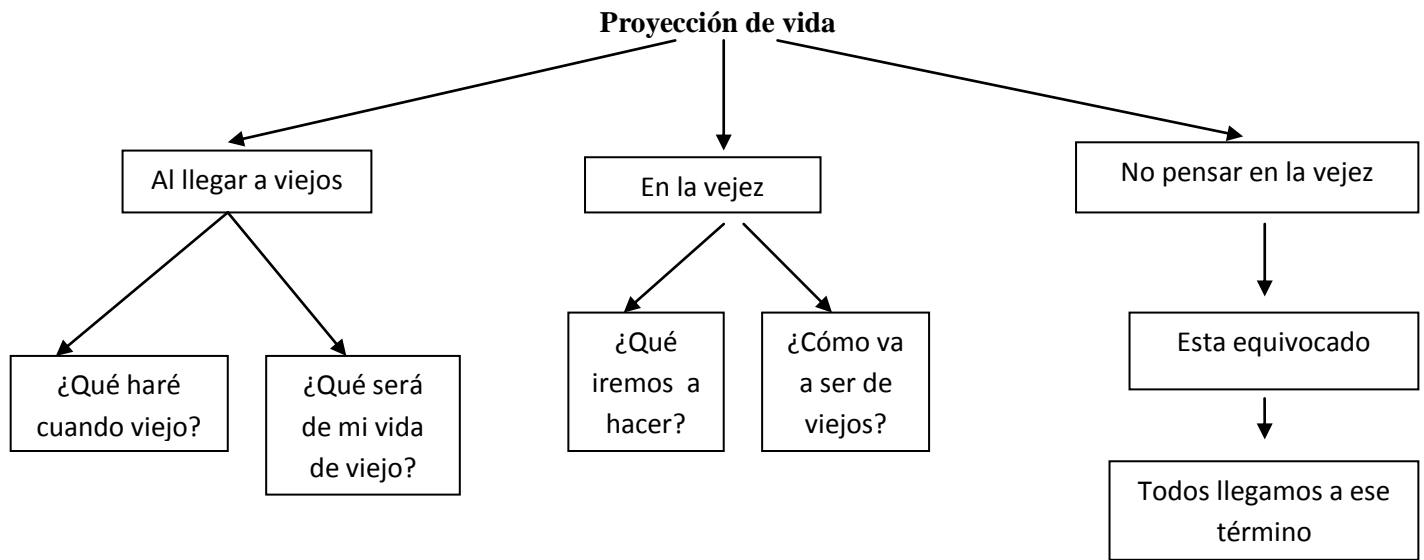 Proyección de vida
Al llegar a viejos
En la vejez
No pensar en la vejez
¿Qué haré
cuando viejo?
¿Qué será
de mi vida
de viejo?
¿Qué
iremos a
hacer?
¿Cómo va
a ser de
viejos?
Esta equivocado
Todos llegamos a ese
término